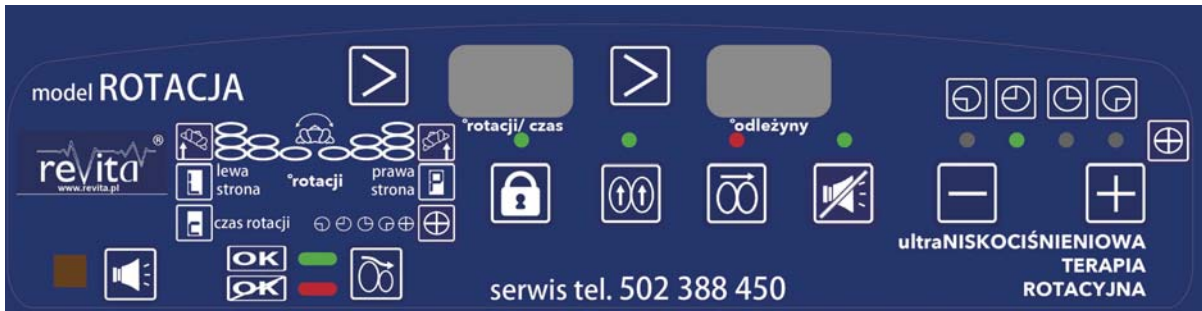 model ROTACJA
°rotacji/ czas
°odleżyny
reVita®
www.revita.pl
lewa
strona
°rotacji
prawa
strona
czas rotacji
OK
OK
serwis tel. 502 388 450
ultraNISKOCIŚNIENIOWA
TERAPIA
ROTACYJNA